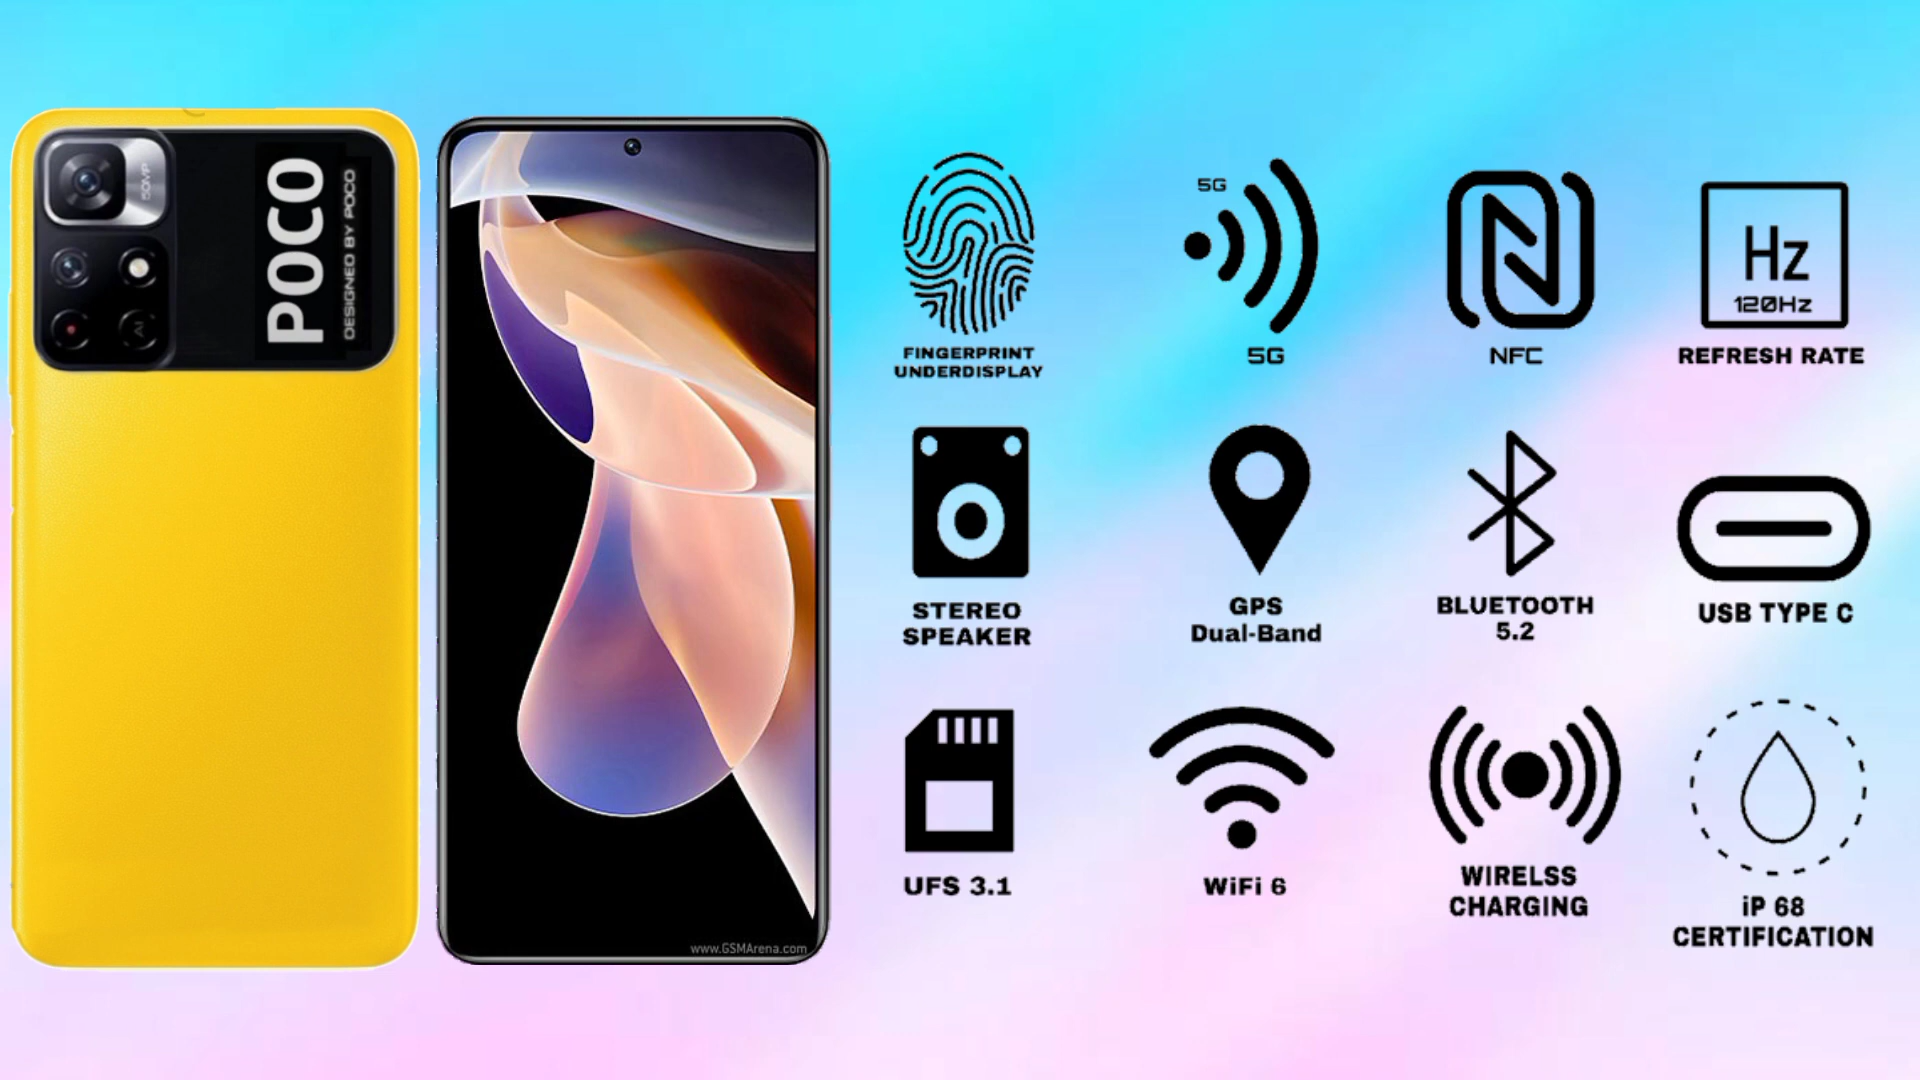 50MP
AI
POCO
DESIGNED BY POCO
www.GSMArena.com
FINGERPRINT
UNDERDISPLAY
5G
5G
NFC
Hz
120Hz
REFRESH RATE
STEREO
SPEAKER
GPS
Dual-Band
BLUETOOTH
5.2
USB TYPE C
UFS 3.1
WiFi 6
WIRELSS
CHARGING
iP 68
CERTIFICATION